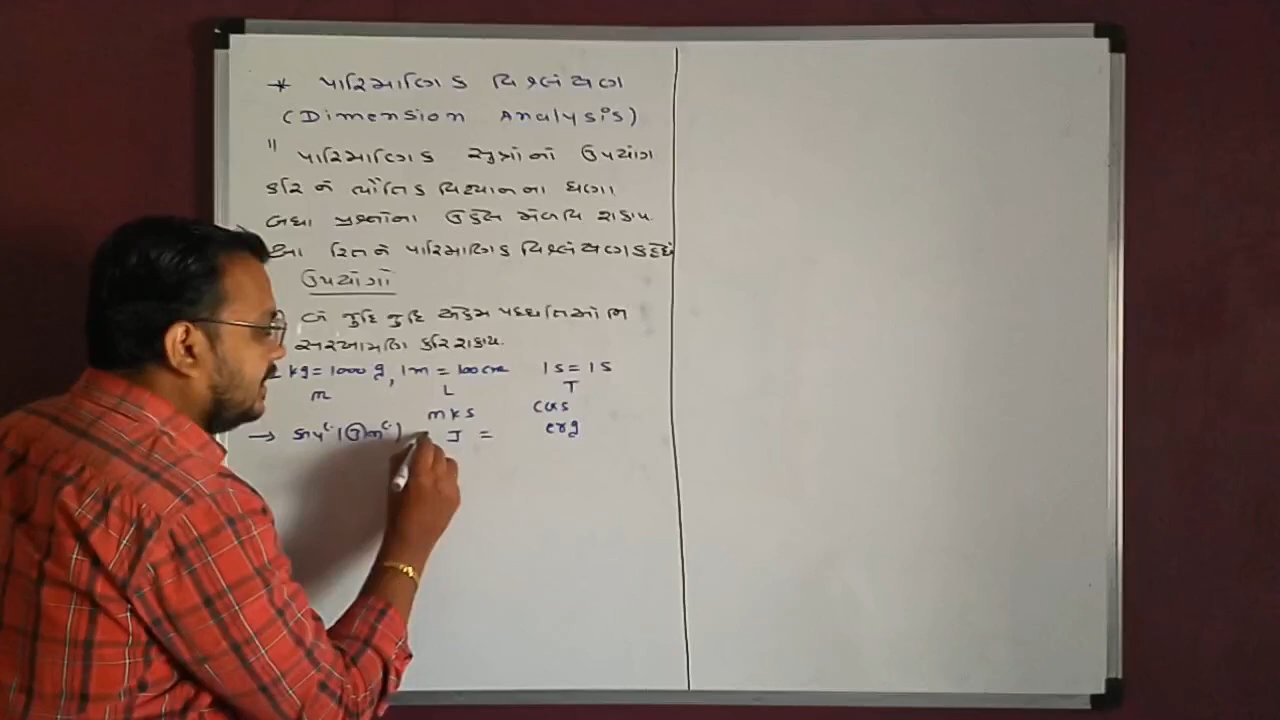 * પારિમાણિક વિશ્લેષણ
(Dimension Analysis)
" પારિમાણિક સુત્રોનો ઉપયોગ
કરિને ભૌતિક વિજ્ઞાનના ઘણા
બધા પ્રશ્નોના ઉકેલ મેળવિ શકાય.
આ રિતને પારિમાણિક વિશ્લેષણ કહે છે
ઉપયોગો
બે જુદિ જુદિ એકમ પધ્ધતિઓનિ
સરખામણિ કરિ શકાય.
kg = 1000 g, 1m = 100 cm 1s = 1s
M L T
mks CGS
→ J = erg